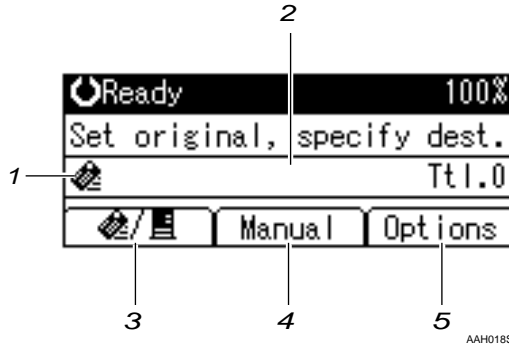 2
Ready 100%
Set original, specify dest.
1 Ttl.0
/ Manual Options
3 4 5
AAH018S